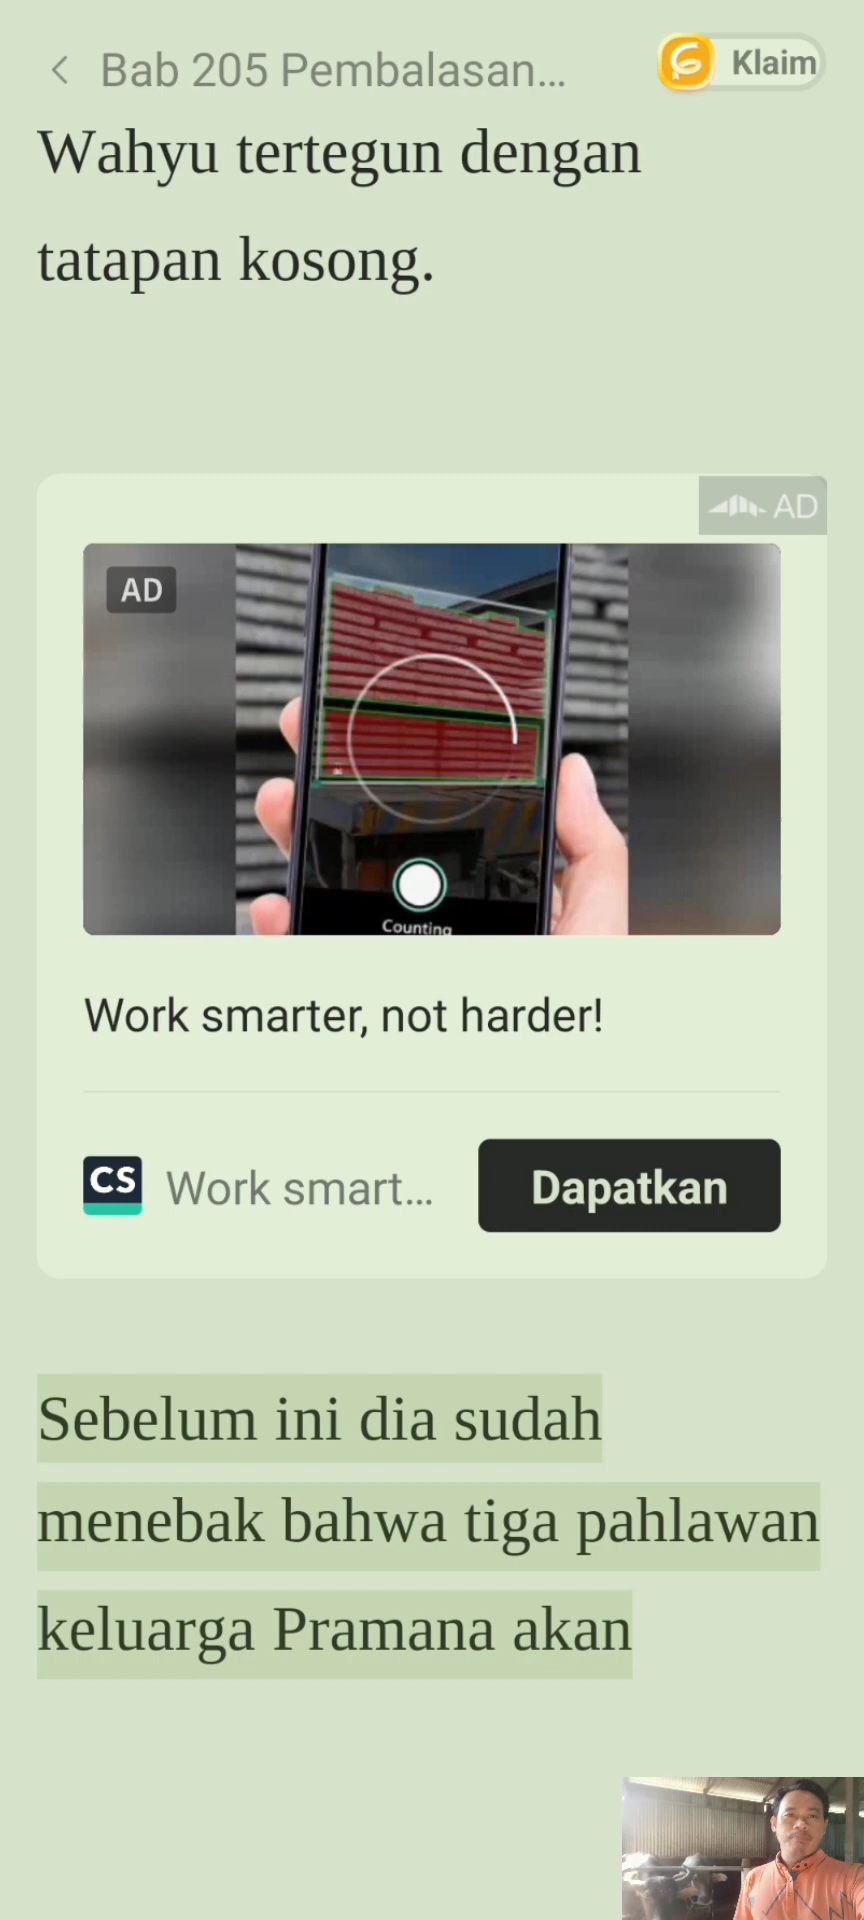 Bab 205 Pembalasan...
Klaim
Wahyu tertegun dengan
tatapan kosong.
AD
AD
Counting
Work smarter, not harder!
CS
Work smart...
Dapatkan
Sebelum ini dia sudah
menebak bahwa tiga pahlawan
keluarga Pramana akan